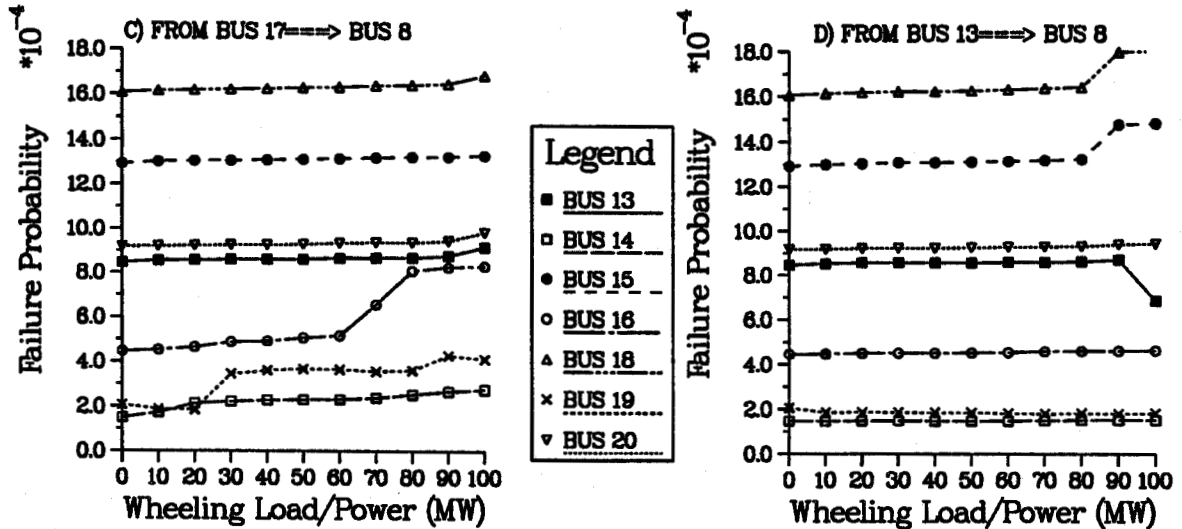 C) FROM BUS 17===> BUS 8
*10⁻⁴
Failure Probability
18.0
16.0
14.0
12.0
10.0
8.0
6.0
4.0
2.0
0.0
0 10 20 30 40 50 60 70 80 90 100
Wheeling Load/Power (MW)
Legend
BUS 13
BUS 14
BUS 15
BUS 16
BUS 18
BUS 19
BUS 20
D) FROM BUS 13===> BUS 8
*10⁻⁴
Failure Probability
18.0
16.0
14.0
12.0
10.0
8.0
6.0
4.0
2.0
0.0
0 10 20 30 40 50 60 70 80 90 100
Wheeling Load/Power (MW)